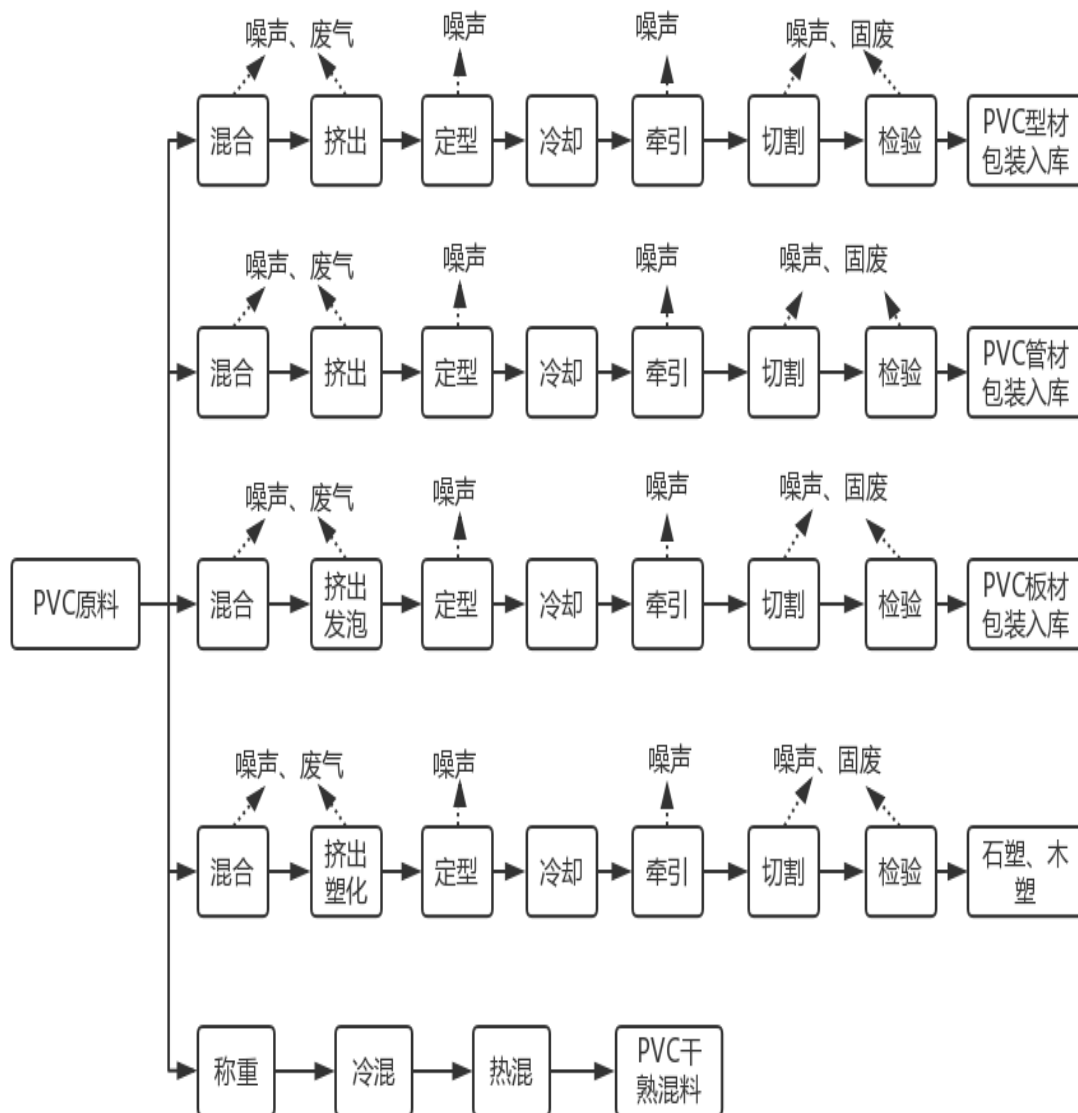 噪声、废气
噪声
噪声
噪声、固废
混合
挤出
定型
冷却
牵引
切割
检验
PVC型材
包装入库
噪声、废气
噪声
噪声
噪声、固废
混合
挤出
定型
冷却
牵引
切割
检验
PVC管材
包装入库
噪声、废气
噪声
噪声
噪声、固废
PVC原料
混合
挤出
发泡
定型
冷却
牵引
切割
检验
PVC板材
包装入库
噪声、废气
噪声
噪声
噪声、固废
混合
挤出
塑化
定型
冷却
牵引
切割
检验
石塑、木
塑
称重
冷混
热混
PVC干
熟混料